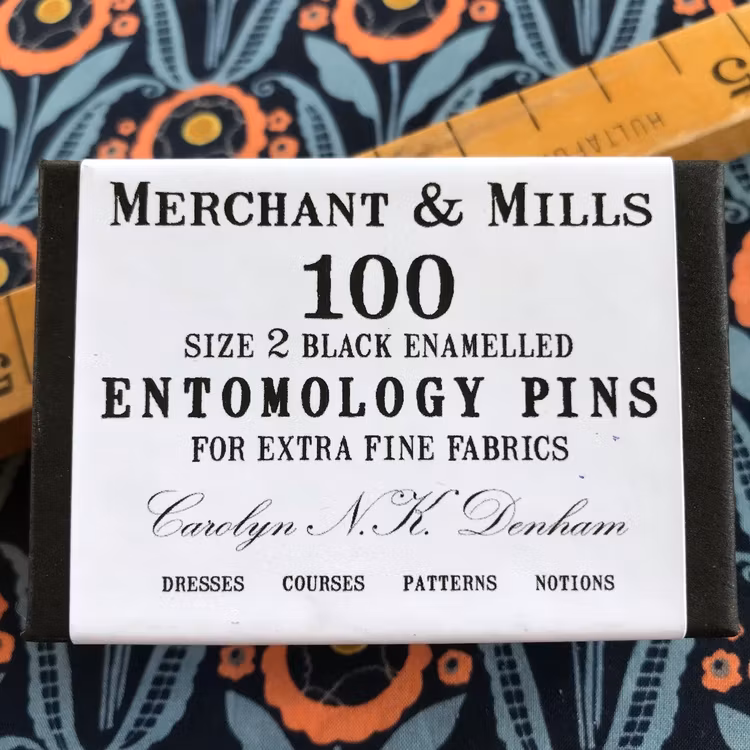 MERCHANT & MILLS
100
SIZE 2 BLACK ENAMELLED
ENTOMOLOGY PINS
FOR EXTRA FINE FABRICS
Carolyn N.K. Denham
DRESSES COURSES PATTERNS NOTIONS